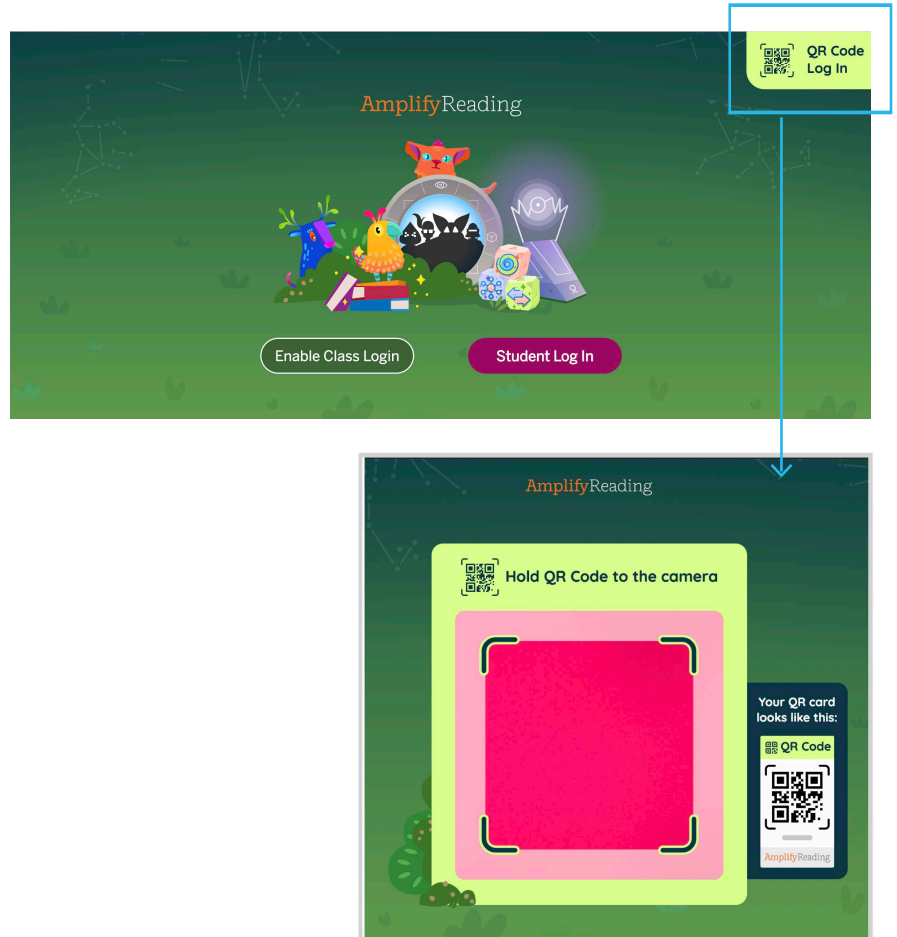 QR Code
Log In
AmplifyReading
Enable Class Login
Student Log In
AmplifyReading
Hold QR Code to the camera
Your QR card
looks like this:
QR Code
AmplifyReading